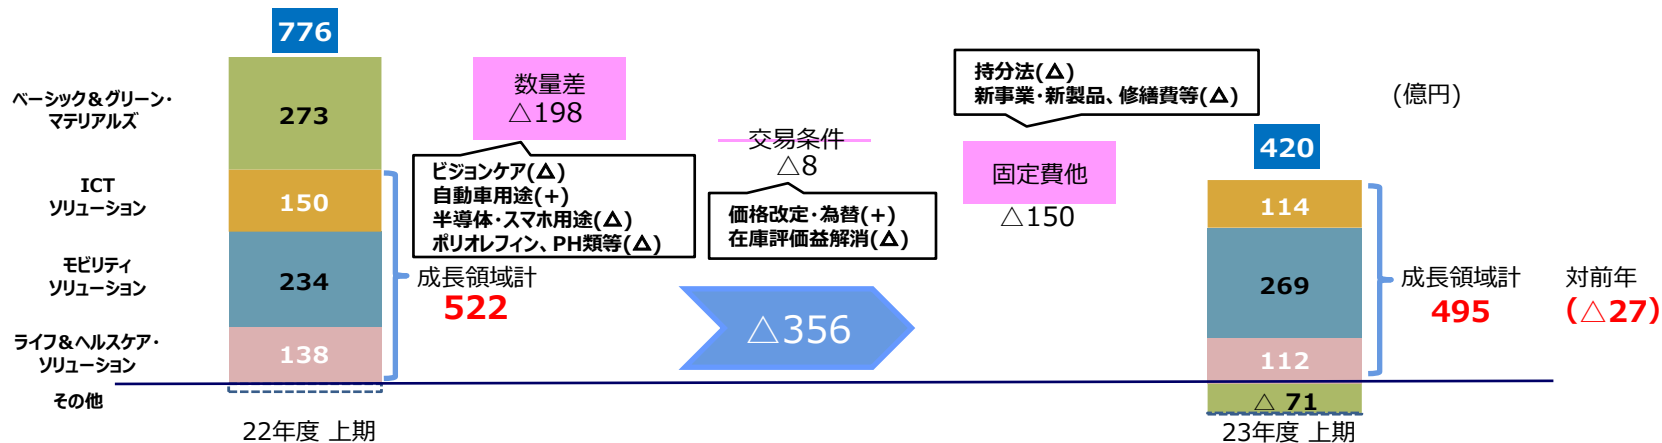 776
ベーシック&グリーン・
マテリアルズ
273
ICT
ソリューション
150
モビリティ
ソリューション
234
ライフ&ヘルスケア・
ソリューション
138
その他
22年度 上期
成長領域計
522
数量差
△198
ビジョンケア(△)
自動車用途(+)
半導体・スマホ用途(△)
ポリオレフィン、PH類等(△)
交易条件
△8
価格改定・為替(+)
在庫評価益解消(△)
△356
持分法(△)
新事業・新製品、修繕費等(△)
固定費他
△150
(億円)
420
114
269
112
△ 71
23年度 上期
成長領域計
495
対前年
(△27)